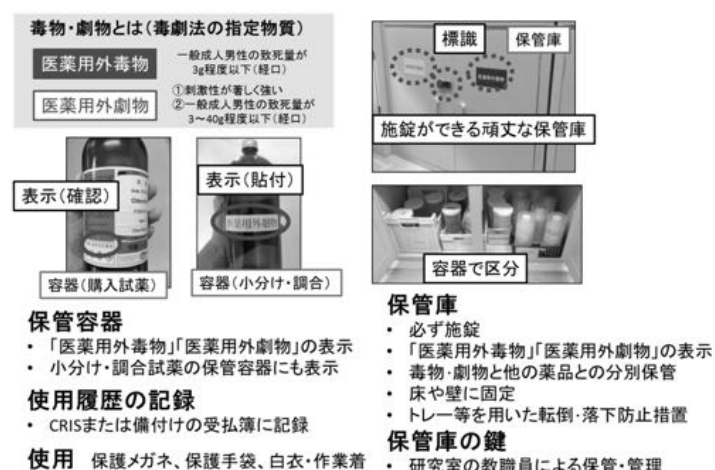 毒物・劇物とは（毒劇法の指定物質）
医薬用外毒物
一般成人男性の致死量が
3g程度以下（経口）
医薬用外劇物
①刺激性が著しく強い
②一般成人男性の致死量が
3～40g程度以下（経口）
表示（確認）
容器（購入試薬）
表示（貼付）
医薬用外劇物
容器（小分け・調合）
保管容器
・「医薬用外毒物」「医薬用外劇物」の表示
・小分け・調合試薬の保管容器にも表示
使用履歴の記録
・CRISまたは備付けの受払簿に記録
使用 保護メガネ、保護手袋、白衣・作業着
標識
保管庫
施錠ができる頑丈な保管庫
容器で区分
保管庫
・必ず施錠
・「医薬用外毒物」「医薬用外劇物」の表示
・毒物・劇物と他の薬品との分別保管
・床や壁に固定
・トレー等を用いた転倒・落下防止措置
保管庫の鍵
・研究室の教職員による保管・管理